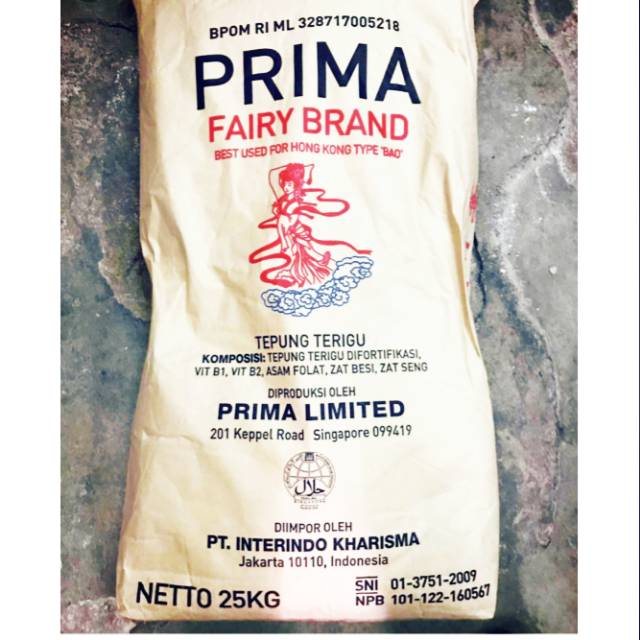 BPOM RI ML 328717005218
PRIMA
FAIRY BRAND
BEST USED FOR HONG KONG TYPE 'BAO'
TEPUNG TERIGU
KOMPOSISI: TEPUNG TERIGU DIFORTIFIKASI,
VIT B1, VIT B2, ASAM FOLAT, ZAT BESI, ZAT SENG
DIPRODUKSI OLEH
PRIMA LIMITED
201 Keppel Road Singapore 099419
حلال
DIIMPOR OLEH
PT. INTERINDO KHARISMA
Jakarta 10110, Indonesia
NETTO 25KG
SNI 01-3751-2009
NPB 101-122-160567